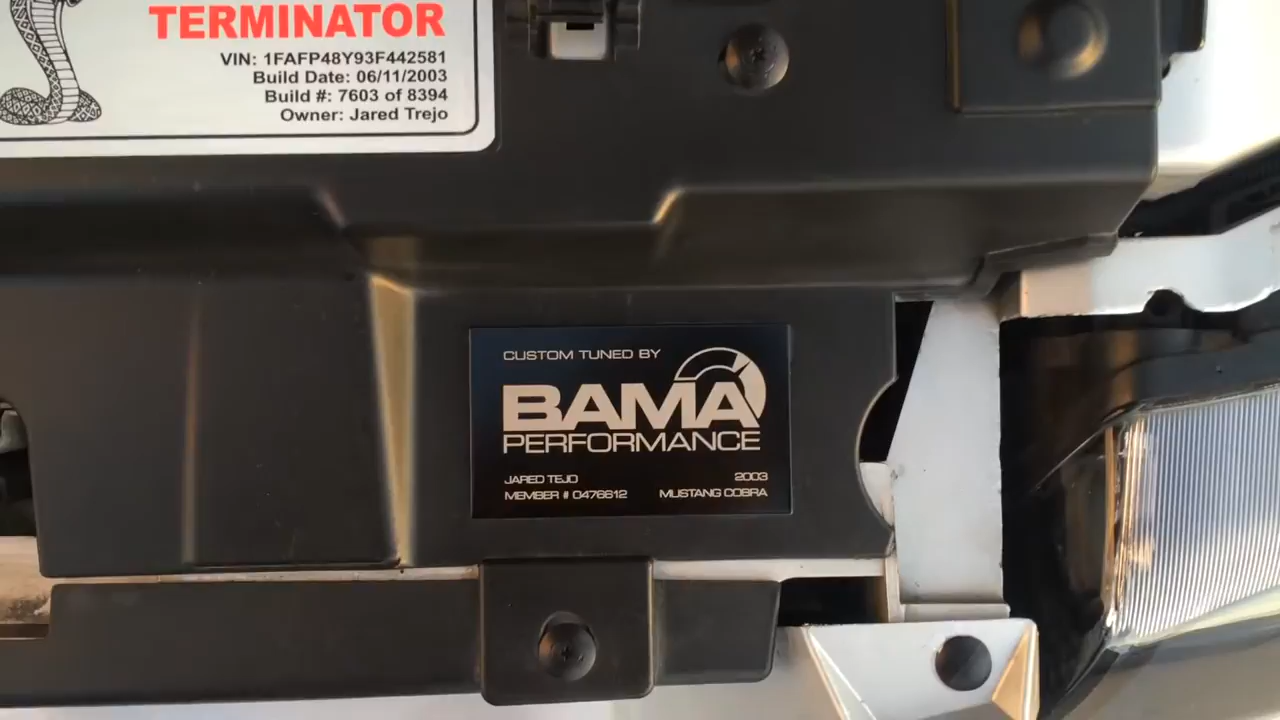 TERMINATOR
VIN: 1FAFP48Y93F442581
Build Date: 06/11/2003
Build #: 7603 of 8394
Owner: Jared Trejo
CUSTOM TUNED BY
BAMA
PERFORMANCE
JARED TEJO
MEMBER # 0476612
2003
MUSTANG COBRA